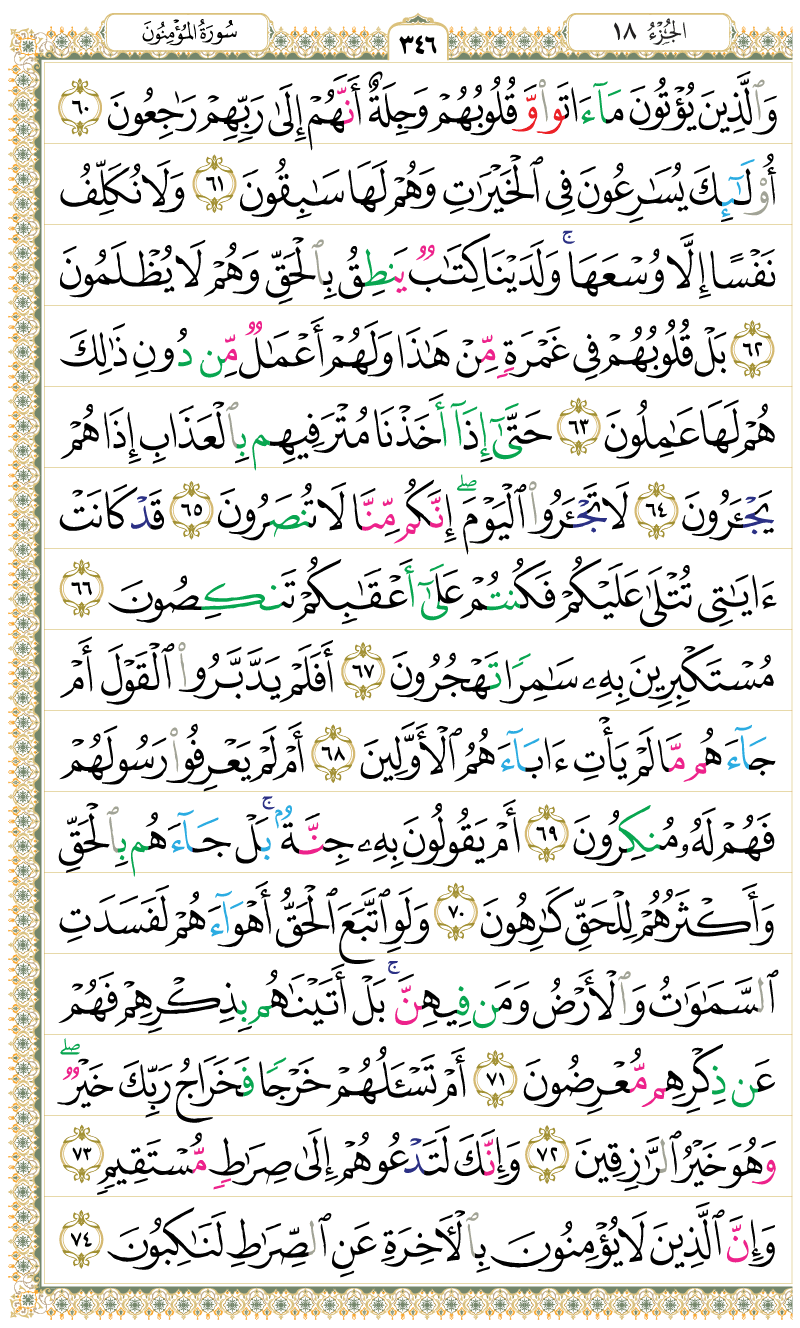 الجُزْءُ ١٨
٣٤٦
سُورَةُ المُؤْمِنُونَ
وَٱلَّذِينَ يُؤْتُونَ مَآ ءَاتَوا۟ وَّقُلُوبُهُمْ وَجِلَةٌ أَنَّهُمْ إِلَىٰ رَبِّهِمْ رَٰجِعُونَ ٦٠
أُو۟لَـٰٓئِكَ يُسَـٰرِعُونَ فِى ٱلْخَيْرَٰتِ وَهُمْ لَهَا سَـٰبِقُونَ ٦١ وَلَا نُكَلِّفُ
نَفْسًا إِلَّا وُسْعَهَا ۚ وَلَدَيْنَا كِتَـٰبٌ يَنطِقُ بِٱلْحَقِّ وَهُمْ لَا يُظْلَمُونَ
٦٢ بَلْ قُلُوبُهُمْ فِى غَمْرَةٍ مِّنْ هَـٰذَا وَلَهُمْ أَعْمَـٰلٌ مِّن دُونِ ذَٰلِكَ
هُمْ لَهَا عَـٰمِلُونَ ٦٣ حَتَّىٰٓ إِذَآ أَخَذْنَا مُتْرَفِيهِم بِٱلْعَذَابِ إِذَا هُمْ
يَجْـَٔرُونَ ٦٤ لَا تَجْـَٔرُوا۟ ٱلْيَوْمَ ۖ إِنَّكُم مِّنَّا لَا تُنصَرُونَ ٦٥ قَدْ كَانَتْ
ءَايَـٰتِى تُتْلَىٰ عَلَيْكُمْ فَكُنتُمْ عَلَىٰٓ أَعْقَـٰبِكُمْ تَنكِصُونَ ٦٦
مُسْتَكْبِرِينَ بِهِۦ سَـٰمِرًا تَهْجُرُونَ ٦٧ أَفَلَمْ يَدَّبَّرُوا۟ ٱلْقَوْلَ أَمْ
جَآءَهُم مَّا لَمْ يَأْتِ ءَابَآءَهُمُ ٱلْأَوَّلِينَ ٦٨ أَمْ لَمْ يَعْرِفُوا۟ رَسُولَهُمْ
فَهُمْ لَهُۥ مُنكِرُونَ ٦٩ أَمْ يَقُولُونَ بِهِۦ جِنَّةٌۢ ۚ بَلْ جَآءَهُم بِٱلْحَقِّ
وَأَكْثَرُهُمْ لِلْحَقِّ كَـٰرِهُونَ ٧٠ وَلَوِ ٱتَّبَعَ ٱلْحَقُّ أَهْوَآءَهُمْ لَفَسَدَتِ
ٱلسَّمَـٰوَٰتُ وَٱلْأَرْضُ وَمَن فِيهِنَّ ۚ بَلْ أَتَيْنَـٰهُم بِذِكْرِهِمْ فَهُمْ
عَن ذِكْرِهِم مُّعْرِضُونَ ٧١ أَمْ تَسْـَٔلُهُمْ خَرْجًا فَخَرَاجُ رَبِّكَ خَيْرٌ ۖ
وَهُوَ خَيْرُ ٱلرَّٰزِقِينَ ٧٢ وَإِنَّكَ لَتَدْعُوهُمْ إِلَىٰ صِرَٰطٍ مُّسْتَقِيمٍ ٧٣
وَإِنَّ ٱلَّذِينَ لَا يُؤْمِنُونَ بِٱلْـَٔاخِرَةِ عَنِ ٱلصِّرَٰطِ لَنَـٰكِبُونَ ٧٤